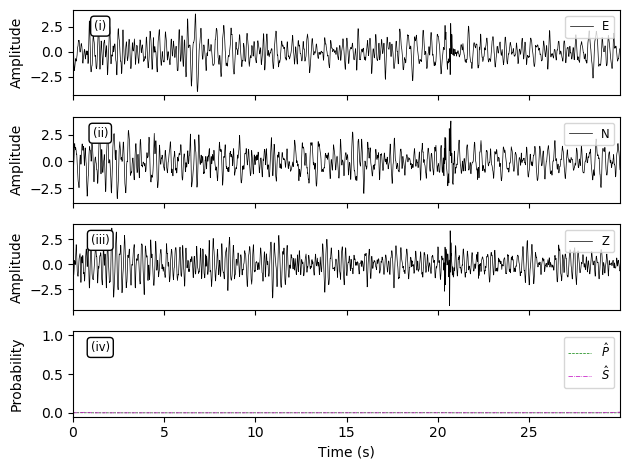 (i)
E
Amplitude
2.5
0.0
−2.5
(ii)
N
Amplitude
2.5
0.0
−2.5
(iii)
Z
Amplitude
2.5
0.0
−2.5
(iv)
P̂
Ŝ
Probability
1.0
0.5
0.0
0 5 10 15 20 25
Time (s)